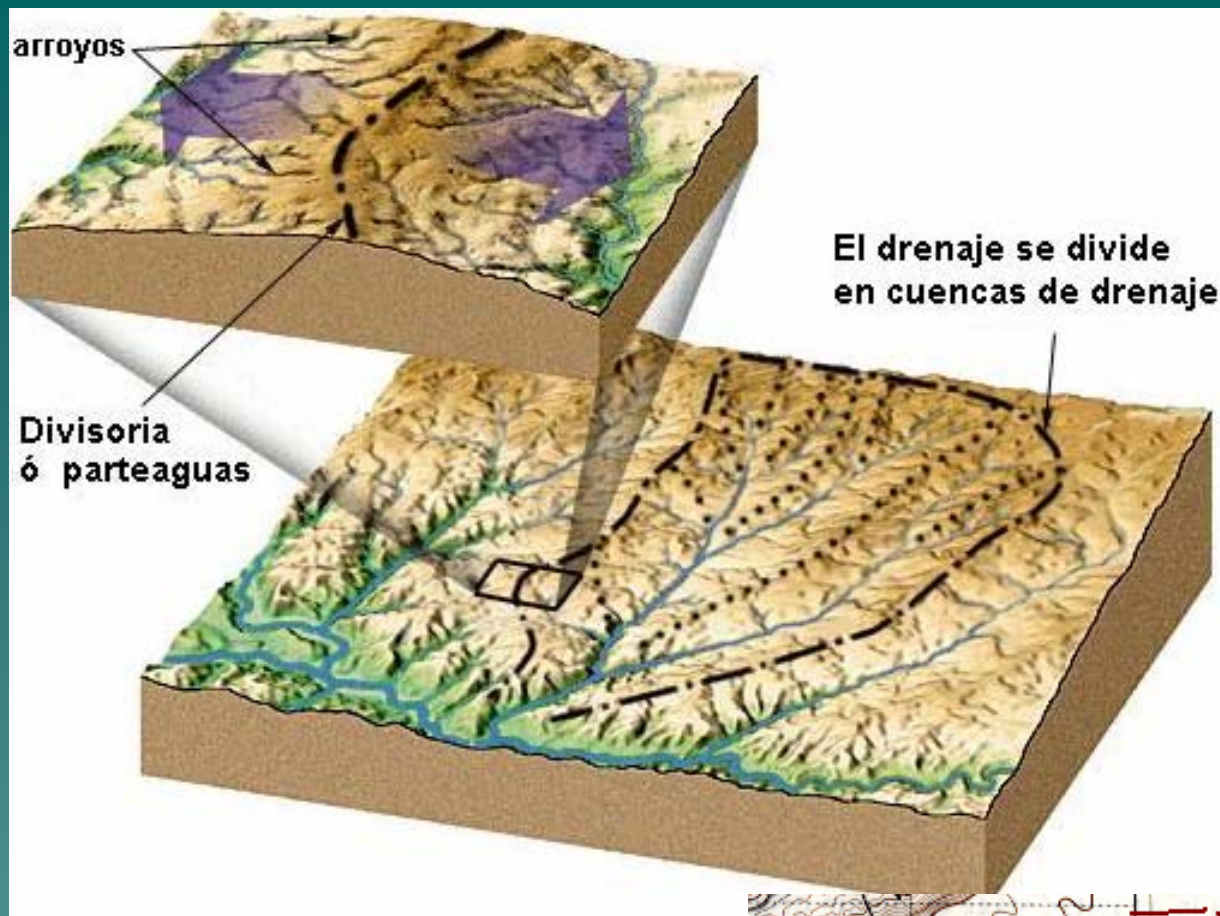 arroyos
El drenaje se divide
en cuencas de drenaje
Divisoria
ó parteaguas